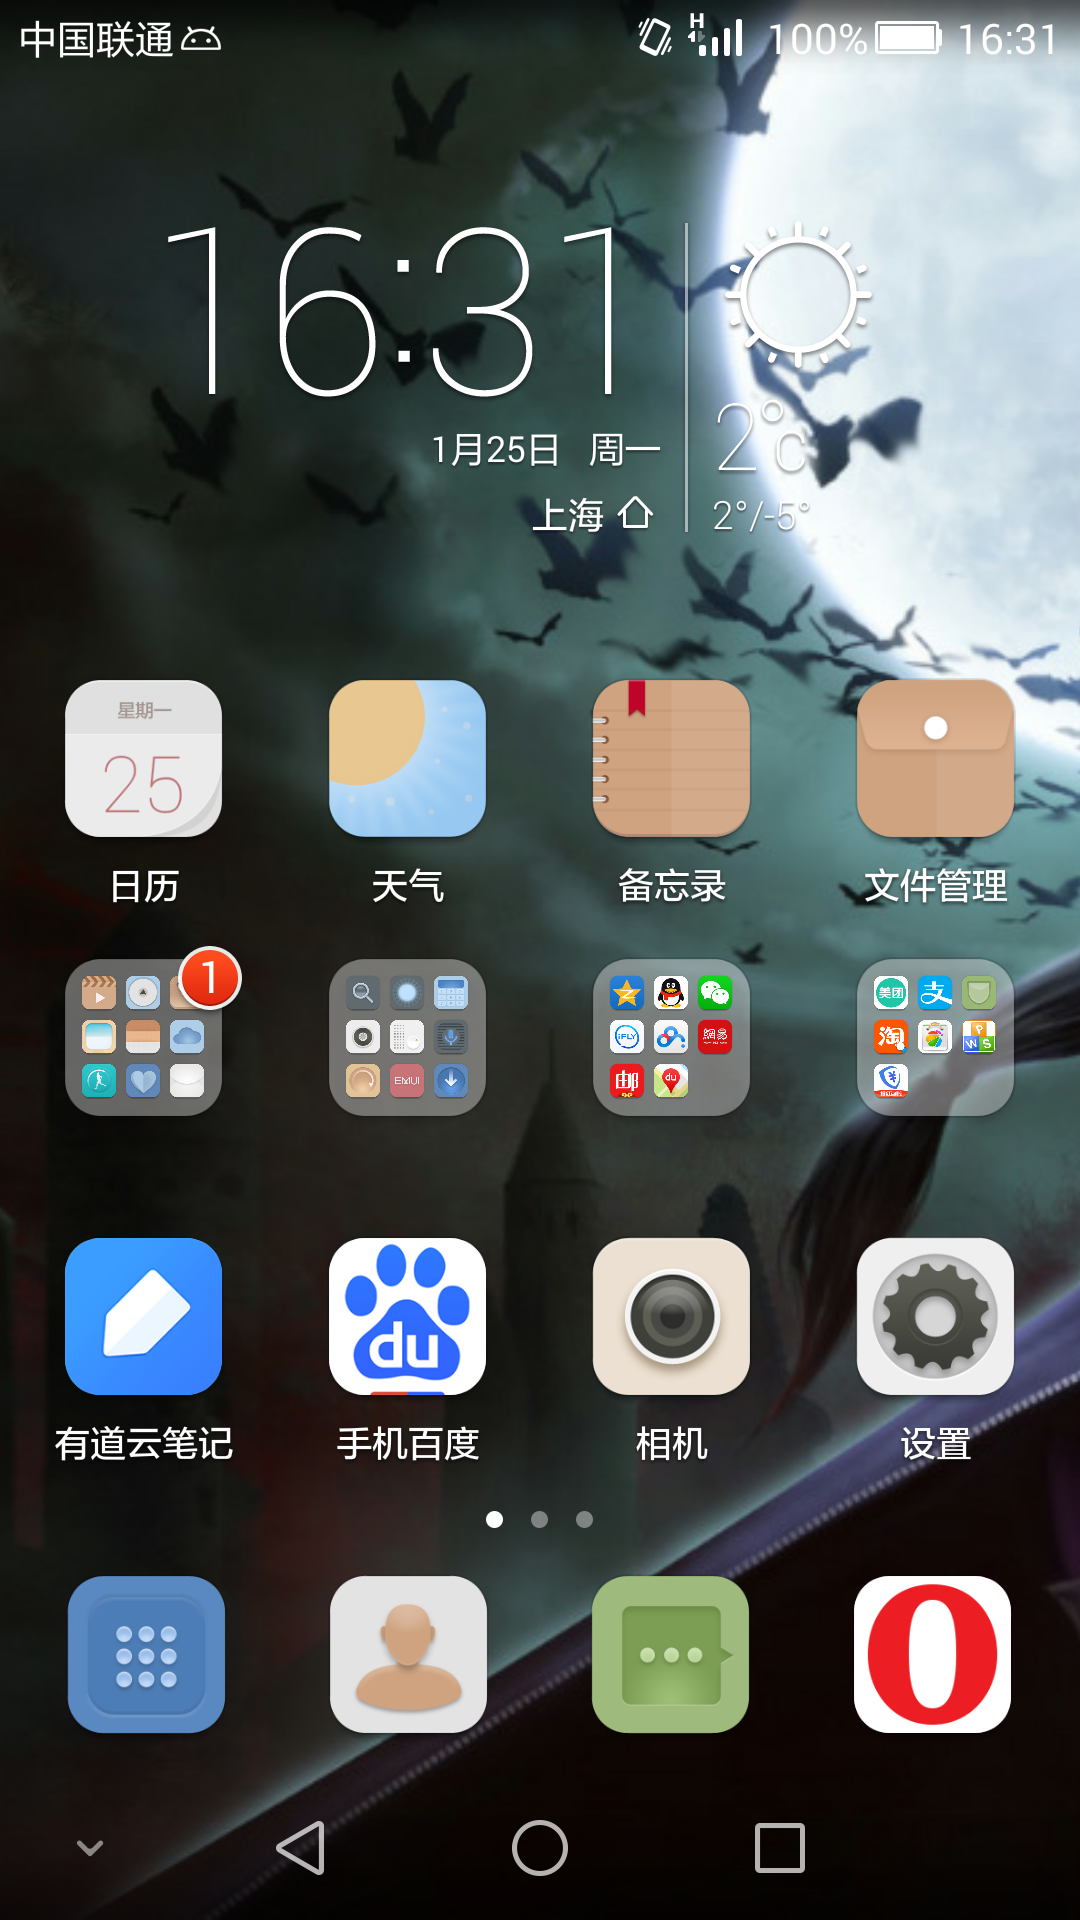 中国联通 H 100% 16:31
16:31
1月25日 周一
上海
2°c
2°/-5°
星期一
25
日历 天气 备忘录 文件管理
1
美团 支 iFLY 網易 淘 P W S 邮 du EMUI
du
有道云笔记 手机百度 相机 设置